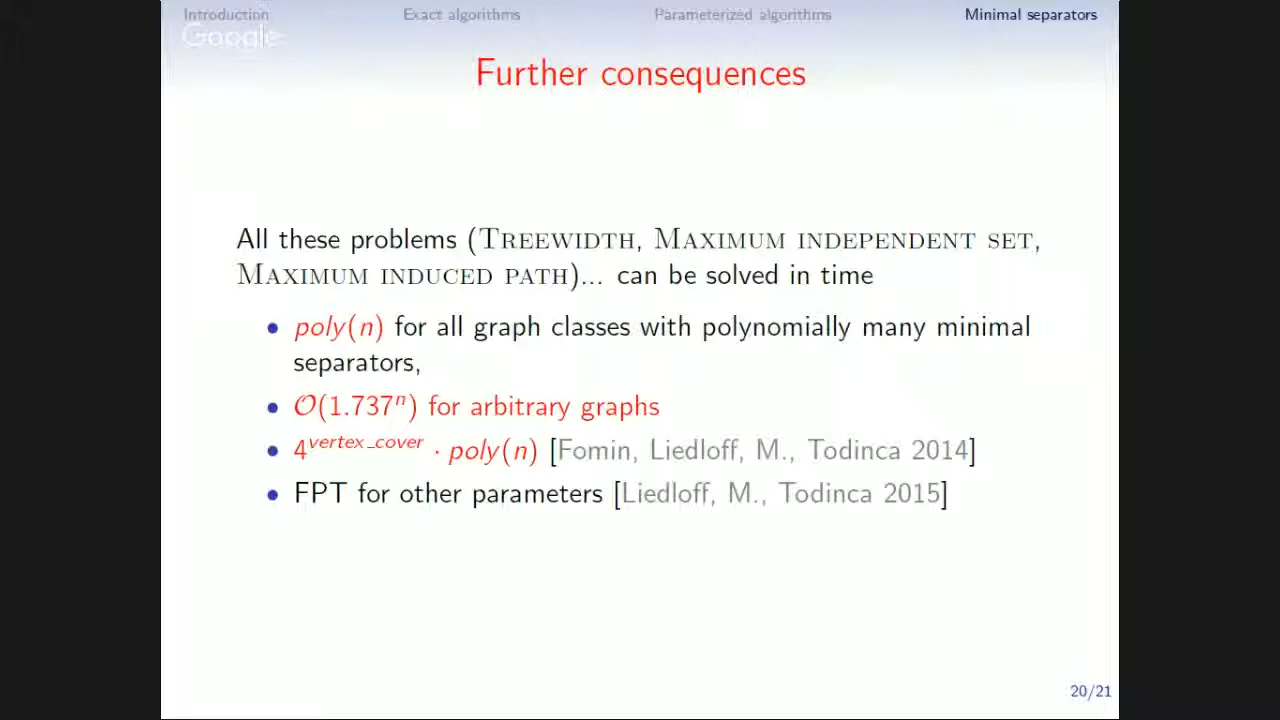 Introduction Exact algorithms Parameterized algorithms Minimal separators
Google
Further consequences
All these problems (TREEWIDTH, MAXIMUM INDEPENDENT SET,
MAXIMUM INDUCED PATH)... can be solved in time
• poly(n) for all graph classes with polynomially many minimal
separators,
• O(1.737ⁿ) for arbitrary graphs
• 4^vertex_cover · poly(n) [Fomin, Liedloff, M., Todinca 2014]
• FPT for other parameters [Liedloff, M., Todinca 2015]
20/21